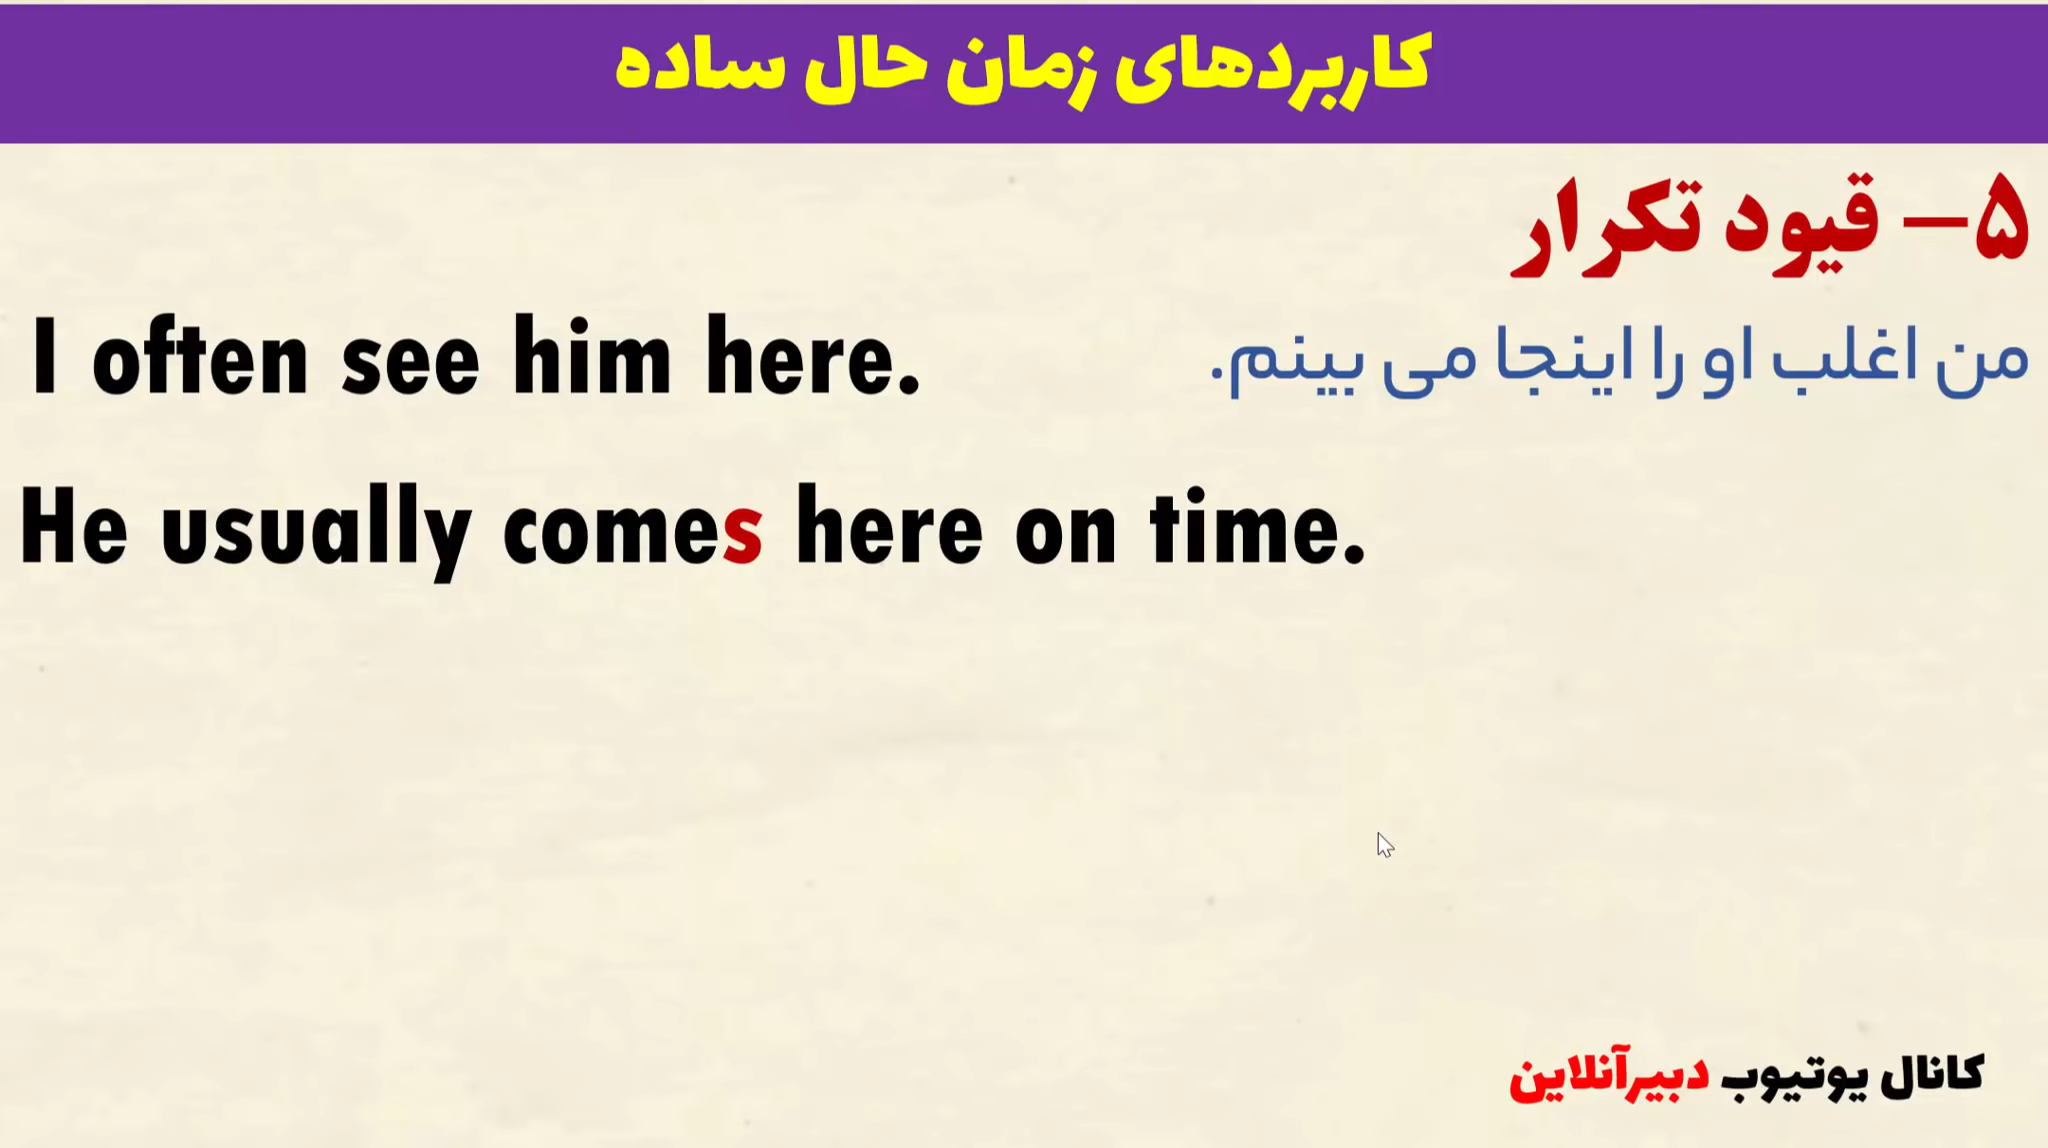 کاربردهای زمان حال ساده
۵– قیود تکرار
I often see him here.
من اغلب او را اینجا می بینم.
He usually comes here on time.
کانال یوتیوب دبیرآنلاین